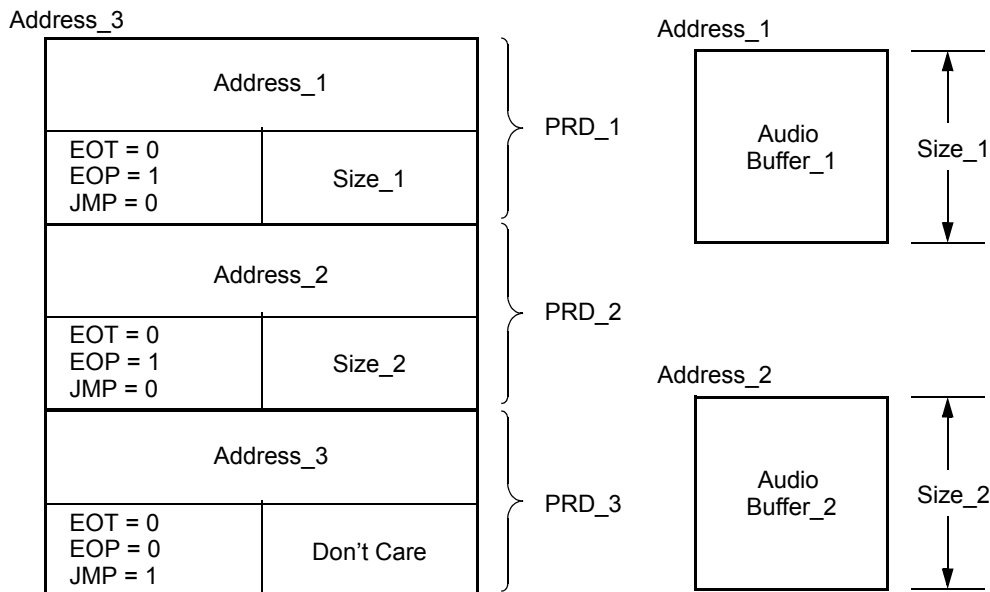 Address_3
Address_1
EOT = 0
EOP = 1
JMP = 0
Size_1
PRD_1
Address_2
EOT = 0
EOP = 1
JMP = 0
Size_2
PRD_2
Address_3
EOT = 0
EOP = 0
JMP = 1
Don't Care
PRD_3
Address_1
Audio
Buffer_1
Size_1
Address_2
Audio
Buffer_2
Size_2